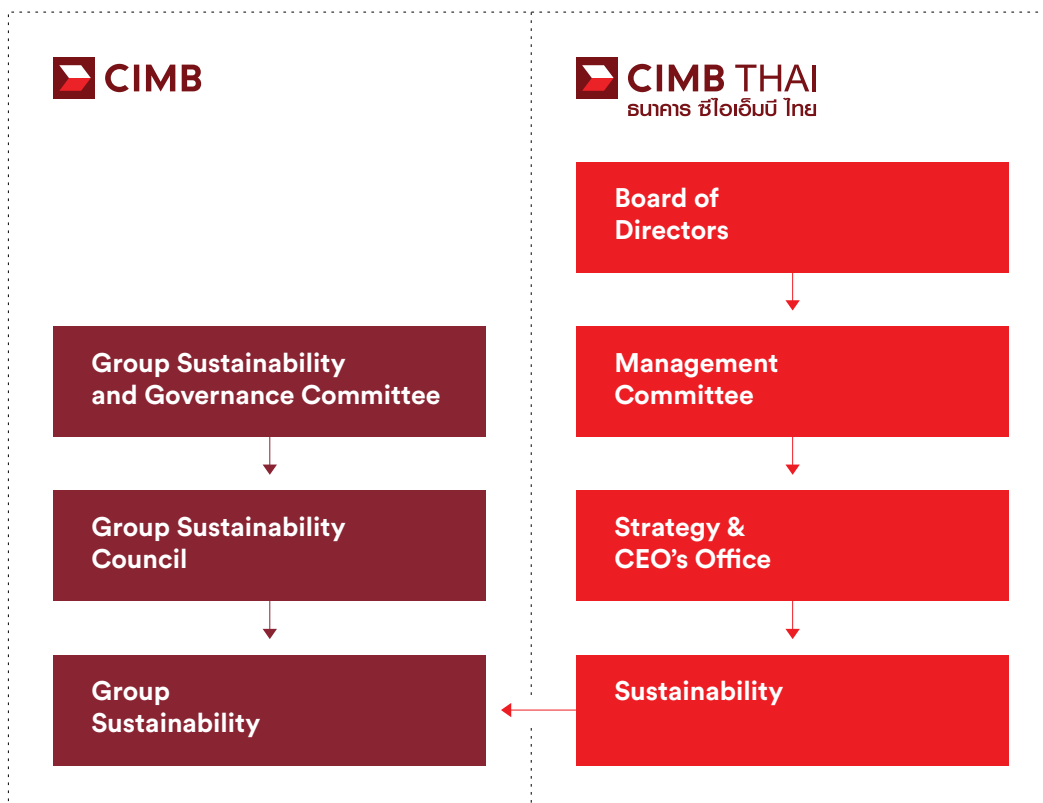 CIMB
Group Sustainability
and Governance Committee
Group Sustainability
Council
Group
Sustainability
CIMB THAI
ธนาคาร ซีไอเอ็มบี ไทย
Board of
Directors
Management
Committee
Strategy &
CEO’s Office
Sustainability